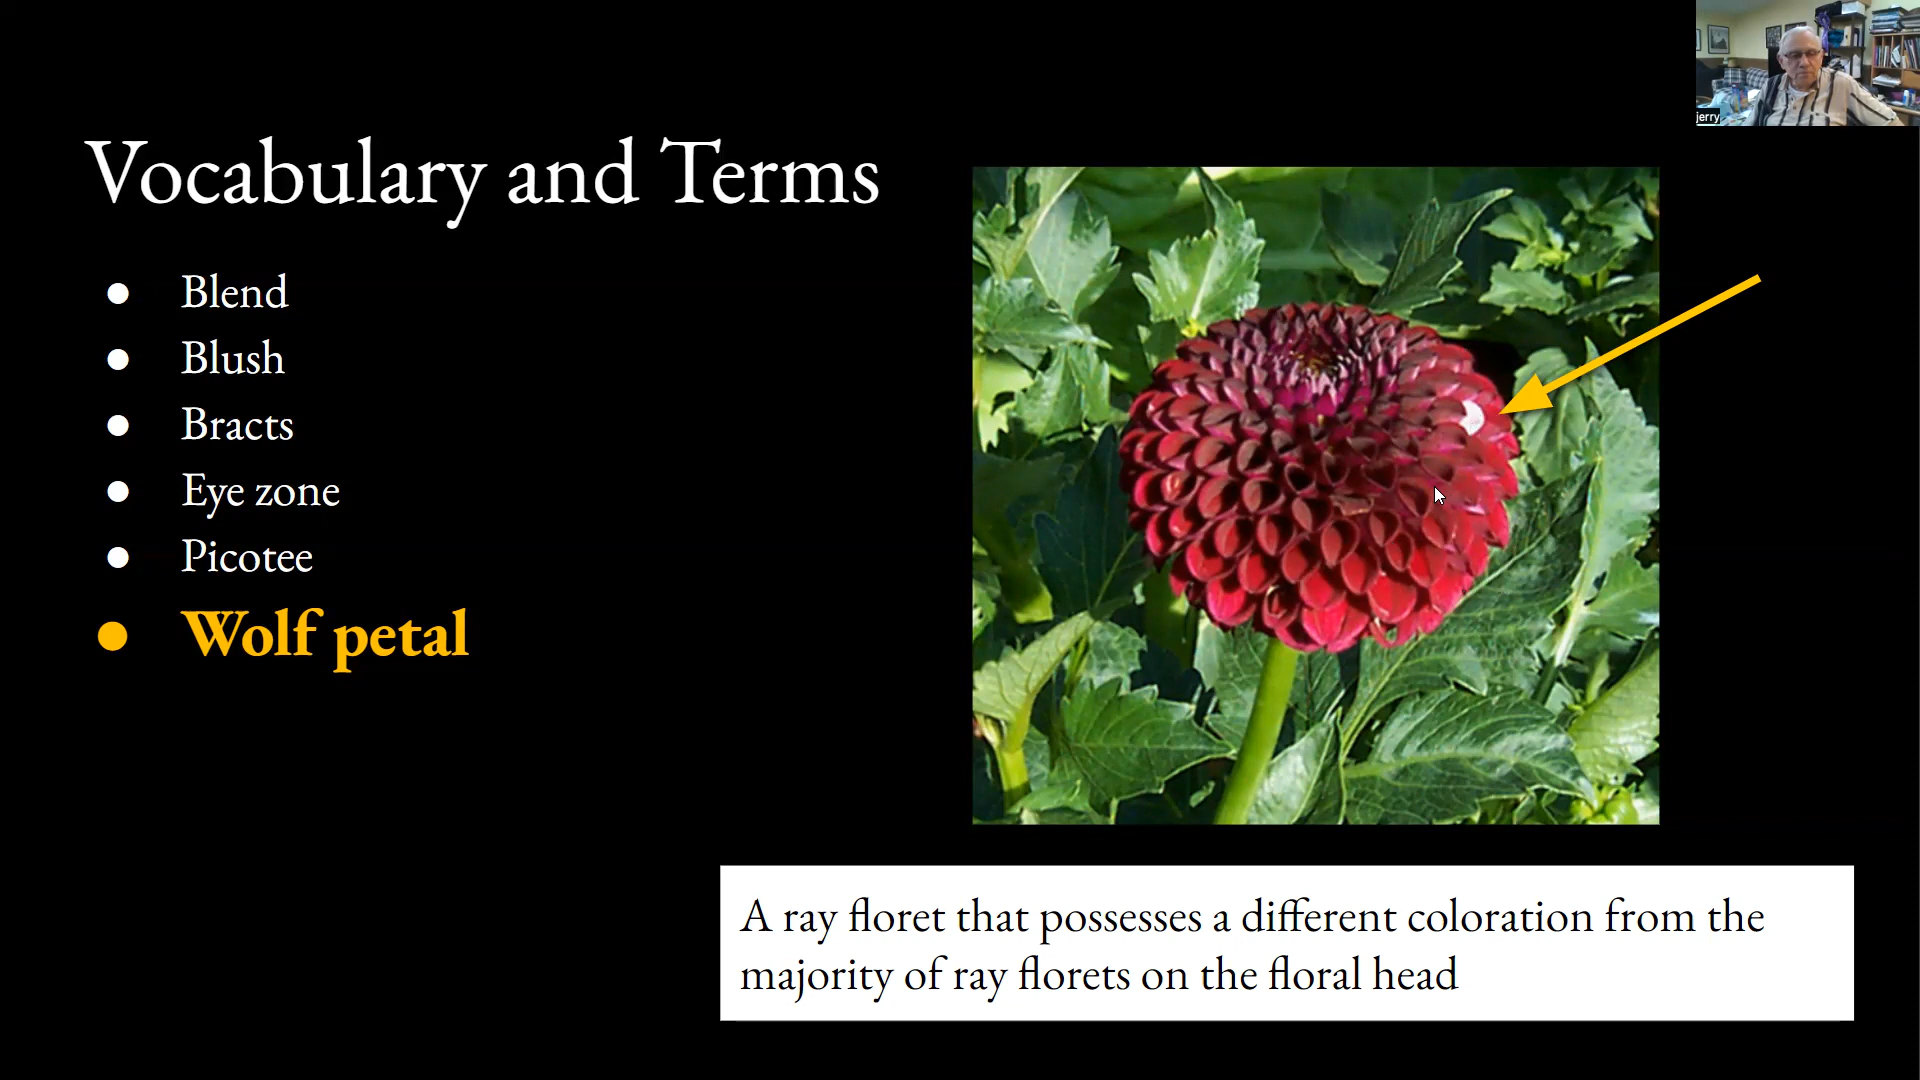 jerry
Vocabulary and Terms
Blend
Blush
Bracts
Eye zone
Picotee
Wolf petal
A ray floret that possesses a different coloration from the
majority of ray florets on the floral head